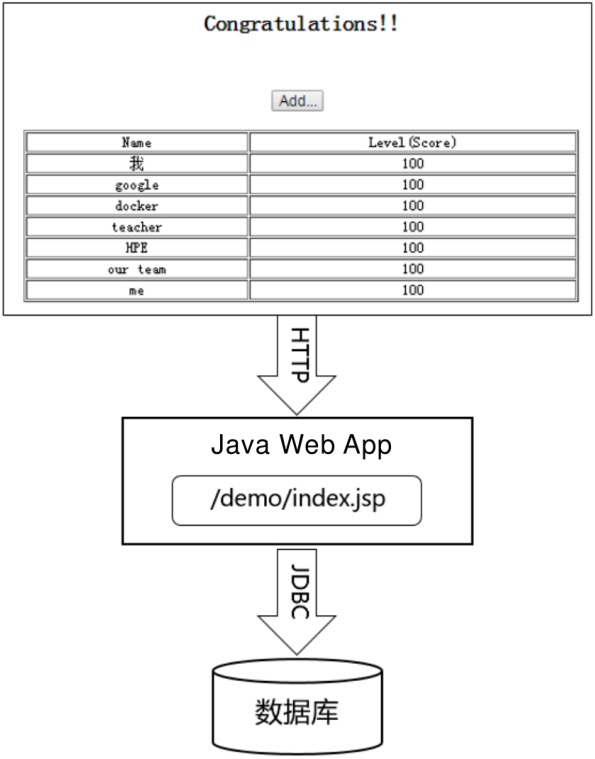 Congratulations!!
Add...
Name Level(Score)
我 100
google 100
docker 100
teacher 100
HPE 100
our team 100
me 100
HTTP
Java Web App
/demo/index.jsp
JDBC
数据库